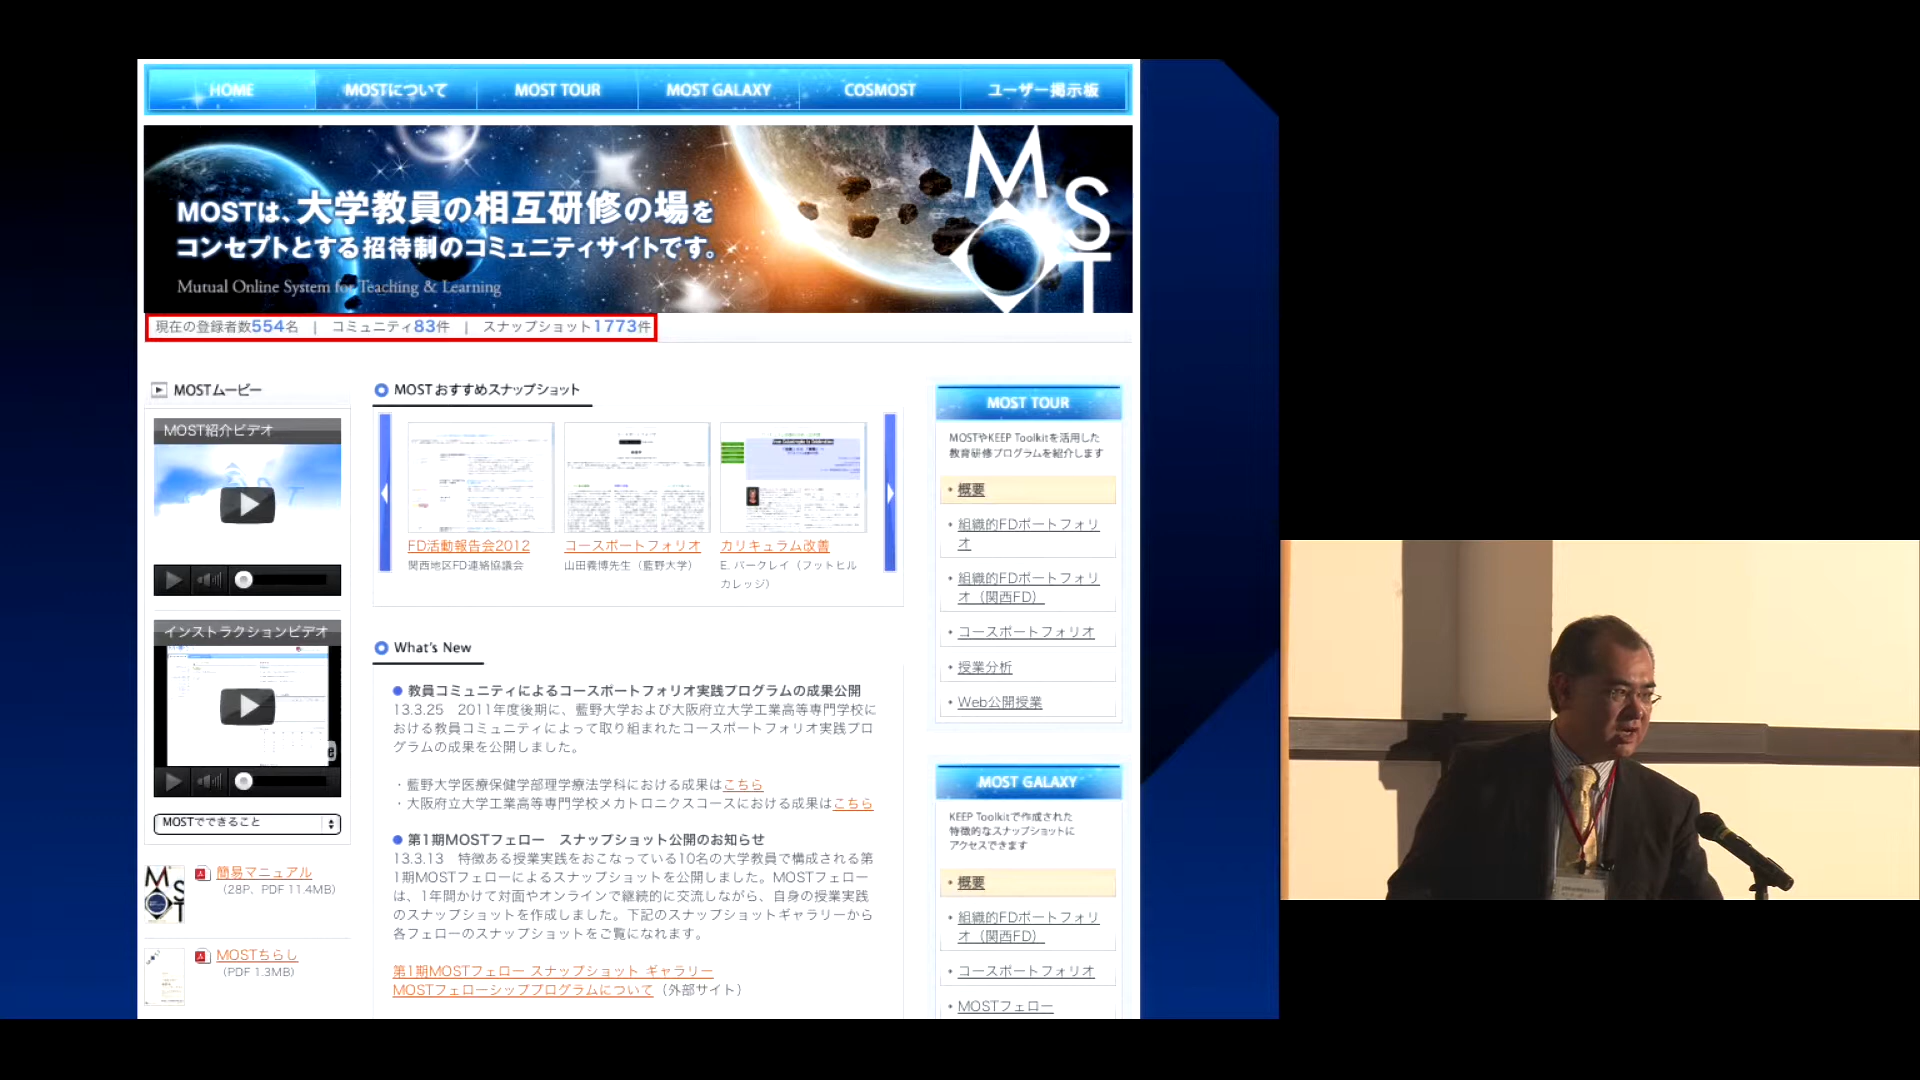 HOME
MOSTについて
MOST TOUR
MOST GALAXY
COSMOST
ユーザー掲示板
MOSTは、大学教員の相互研修の場を
コンセプトとする招待制のコミュニティサイトです。
Mutual Online System for Teaching & Learning
MOST
現在の登録者数554名 | コミュニティ83件 | スナップショット1773件
MOSTムービー
MOST紹介ビデオ
インストラクションビデオ
MOSTでできること
簡易マニュアル
(28P、PDF 11.4MB)
MOSTちらし
(PDF 1.3MB)
MOST おすすめスナップショット
FD活動報告会2012
関西地区FD連絡協議会
コースポートフォリオ
山田義博先生（藍野大学）
カリキュラム改善
E. バークレイ（フットヒル
カレッジ）
What's New
教員コミュニティによるコースポートフォリオ実践プログラムの成果公開
13.3.25 2011年度後期に、藍野大学および大阪府立大学工業高等専門学校に
おける教員コミュニティによって取り組まれたコースポートフォリオ実践プロ
グラムの成果を公開しました。
・藍野大学医療保健学部理学療法学科における成果はこちら
・大阪府立大学工業高等専門学校メカトロニクスコースにおける成果はこちら
第1期MOSTフェロー スナップショット公開のお知らせ
13.3.13 特徴ある授業実践をおこなっている10名の大学教員で構成される第
1期MOSTフェローによるスナップショットを公開しました。MOSTフェロー
は、1年間かけて対面やオンラインで継続的に交流しながら、自身の授業実践
のスナップショットを作成しました。下記のスナップショットギャラリーから
各フェローのスナップショットをご覧になれます。
第1期MOSTフェロー スナップショット ギャラリー
MOSTフェローシッププログラムについて（外部サイト）
MOST TOUR
MOSTやKEEP Toolkitを活用した
教育研修プログラムを紹介します
・概要
・組織的FDポートフォリ
オ
・組織的FDポートフォリ
オ（関西FD）
・コースポートフォリオ
・授業分析
・Web公開授業
MOST GALAXY
KEEP Toolkitで作成された
特徴的なスナップショットに
アクセスできます
・概要
・組織的FDポートフォリ
オ（関西FD）
・コースポートフォリオ
・MOSTフェロー